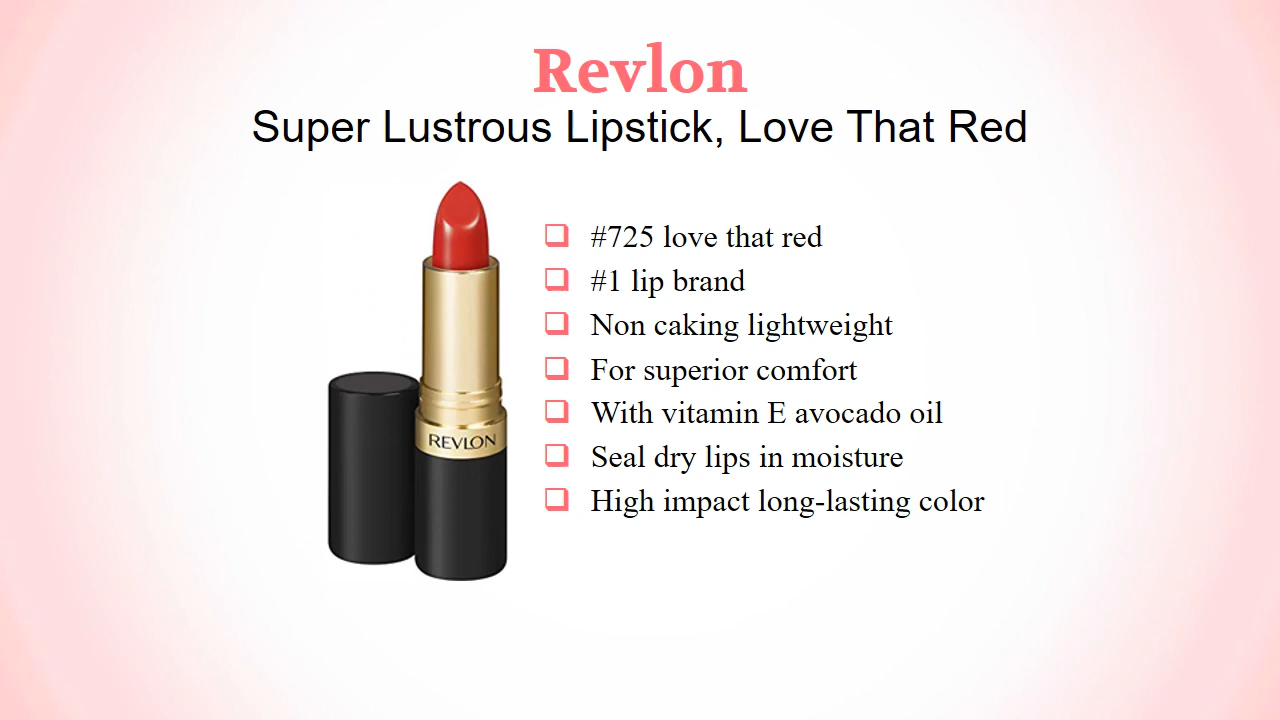 Revlon
Super Lustrous Lipstick, Love That Red
#725 love that red
#1 lip brand
Non caking lightweight
For superior comfort
With vitamin E avocado oil
REVLON
Seal dry lips in moisture
High impact long-lasting color